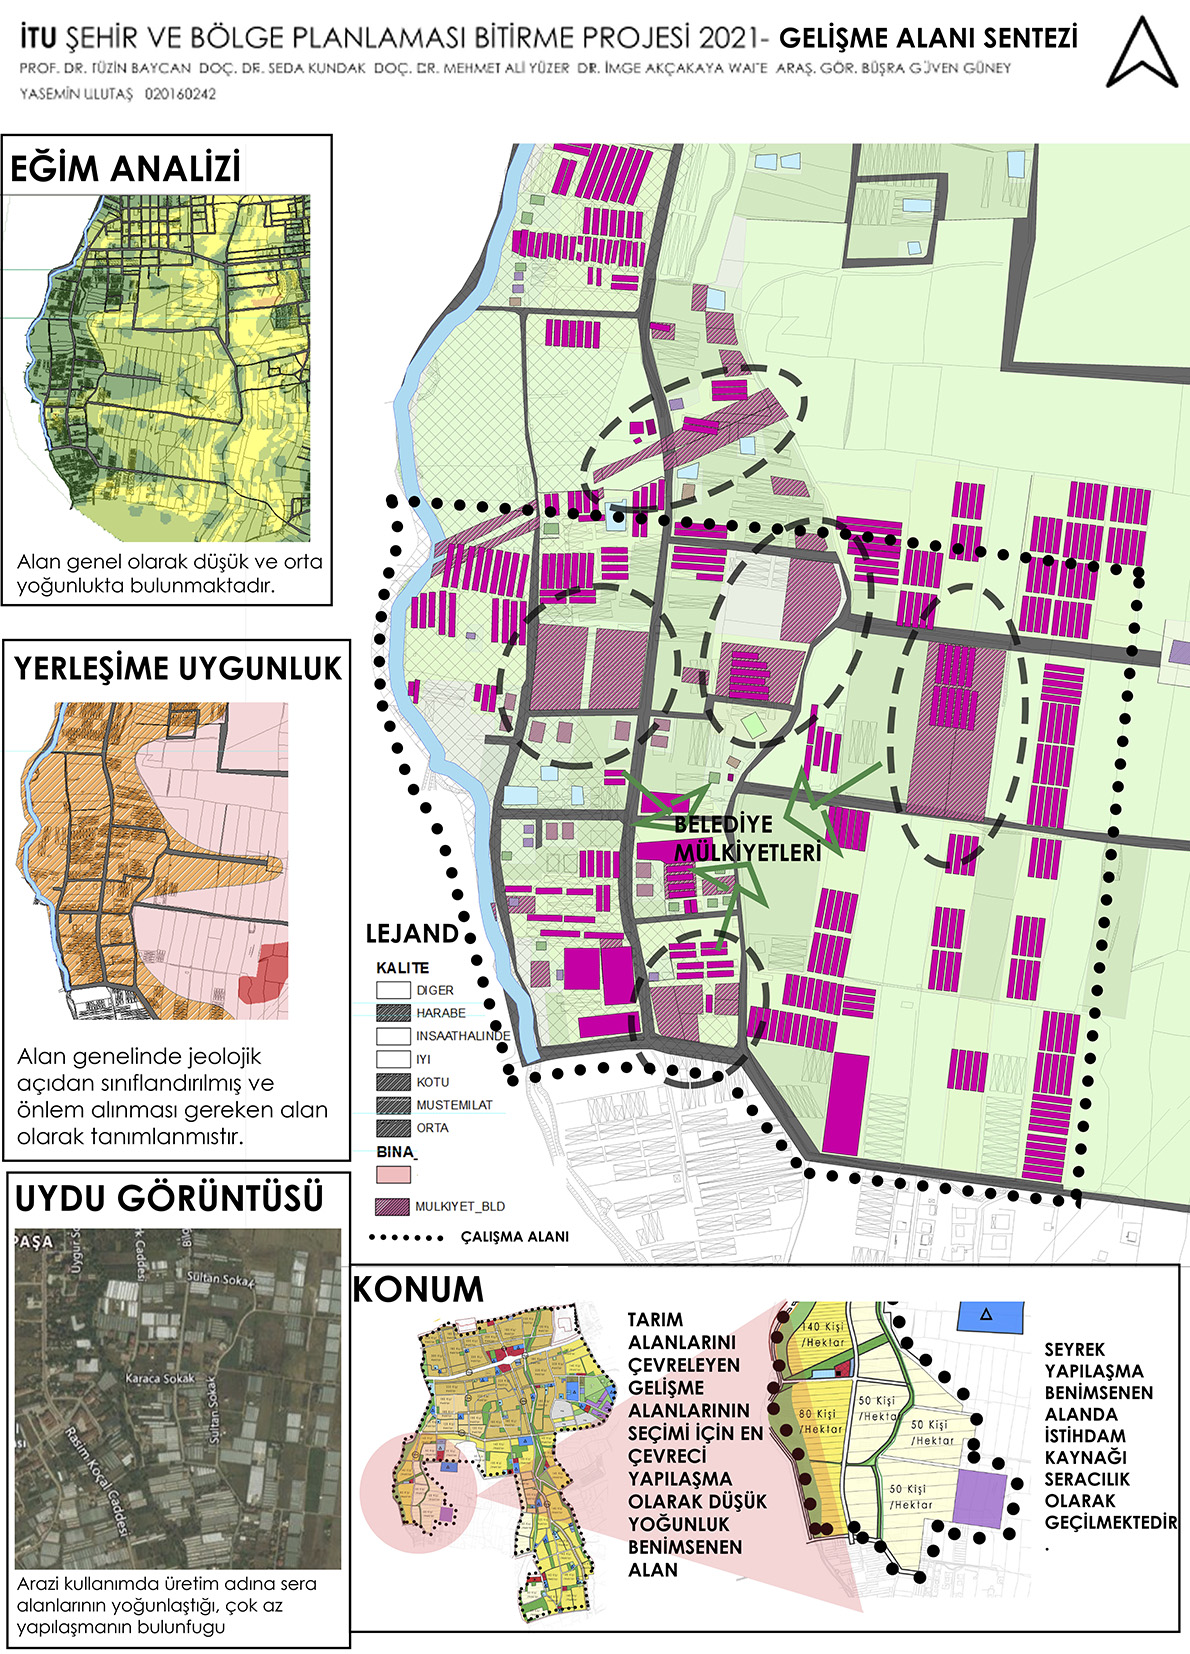 İTU ŞEHİR VE BÖLGE PLANLAMASI BİTİRME PROJESİ 2021- GELİŞME ALANI SENTEZİ
PROF. DR. TÜZİN BAYCAN DOÇ. DR. SEDA KUNDAK DOÇ. DR. MEHMET ALİ YÜZER DR. İMGE AKÇAKAYA WAITE ARAŞ. GÖR. BÜŞRA GÜVEN GÜNEY
YASEMİN ULUTAŞ 020160242
EĞİM ANALİZİ
Alan genel olarak düşük ve orta
yoğunlukta bulunmaktadır.
YERLEŞİME UYGUNLUK
Alan genelinde jeolojik
açıdan sınıflandırılmış ve
önlem alınması gereken alan
olarak tanımlanmıstır.
UYDU GÖRÜNTÜSÜ
PAŞA
Uygur So
k Caddesi
Bilg
Sultan Sokak
Karaca Sokak
Sultan Sokak
Rasim Koçal Caddesi
Arazi kullanımda üretim adına sera
alanlarının yoğunlaştığı, çok az
yapılaşmanın bulunfugu
BELEDİYE
MÜLKİYETLERİ
LEJAND
KALITE
DIGER
HARABE
INSAATHALINDE
IYI
KOTU
MUSTEMILAT
ORTA
BINA_
MULKIYET_BLD
ÇALIŞMA ALANI
KONUM
TARIM
ALANLARINI
ÇEVRELEYEN
GELİŞME
ALANLARININ
SEÇİMİ İÇİN EN
ÇEVRECİ
YAPILAŞMA
OLARAK DÜŞÜK
YOĞUNLUK
BENİMSENEN
ALAN
140 Kişi
/Hektar
80 Kişi
/Hektar
50 Kişi
/Hektar
50 Kişi
/Hektar
50 Kişi
/Hektar
SEYREK
YAPILAŞMA
BENİMSENEN
ALANDA
İSTİHDAM
KAYNAĞI
SERACILIK
OLARAK
GEÇİLMEKTEDİR
.